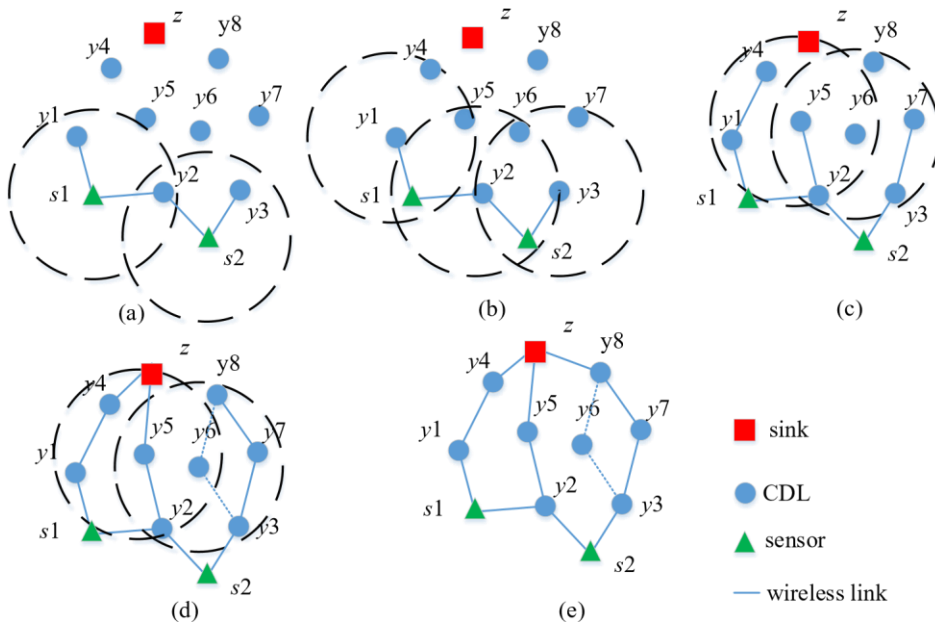 z
y4
y8
y5
y6
y7
y1
s1
y2
y3
s2
(a)
z
y4
y8
y5
y6
y7
y1
s1
y2
y3
s2
(b)
z
y4
y8
y5
y6
y7
y1
s1
y2
y3
s2
(c)
z
y4
y8
y5
y6
y7
y1
s1
y2
y3
s2
(d)
z
y4
y8
y5
y6
y7
y1
s1
y2
y3
s2
(e)
sink
CDL
sensor
wireless link